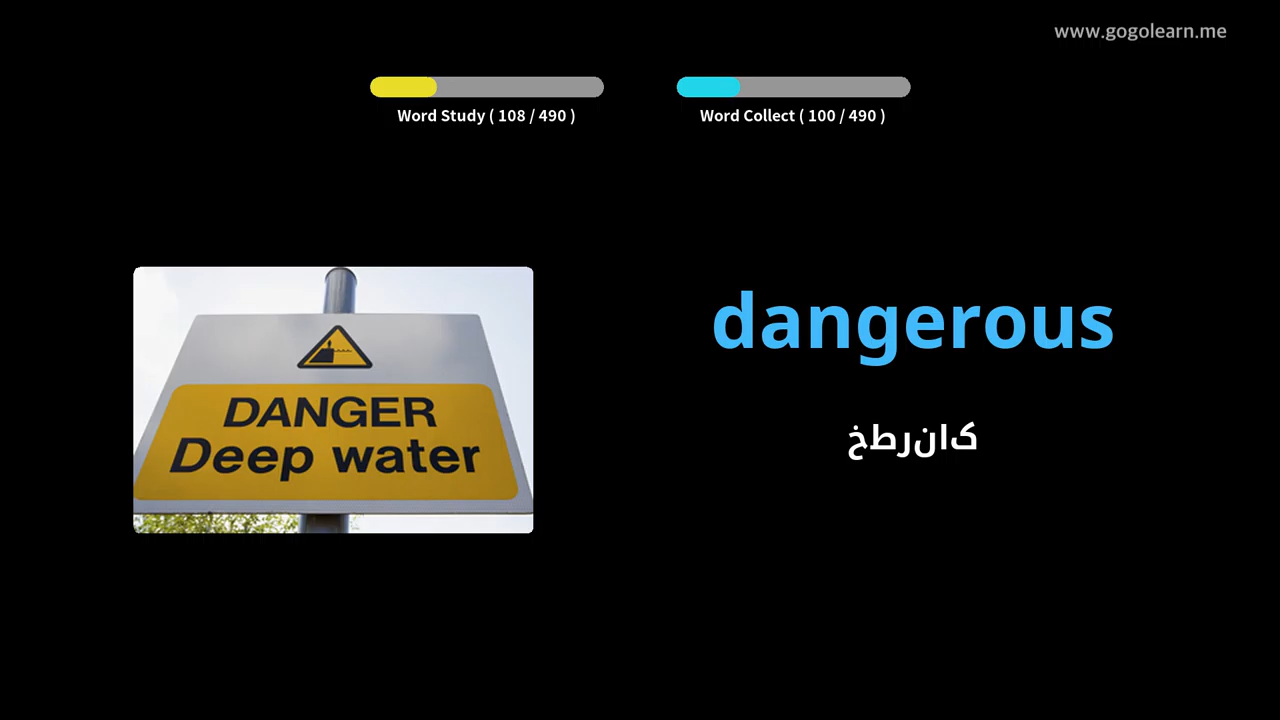 www.gogolearn.me
Word Study ( 108 / 490 )
Word Collect ( 100 / 490 )
DANGER
Deep water
dangerous
کانرطخ